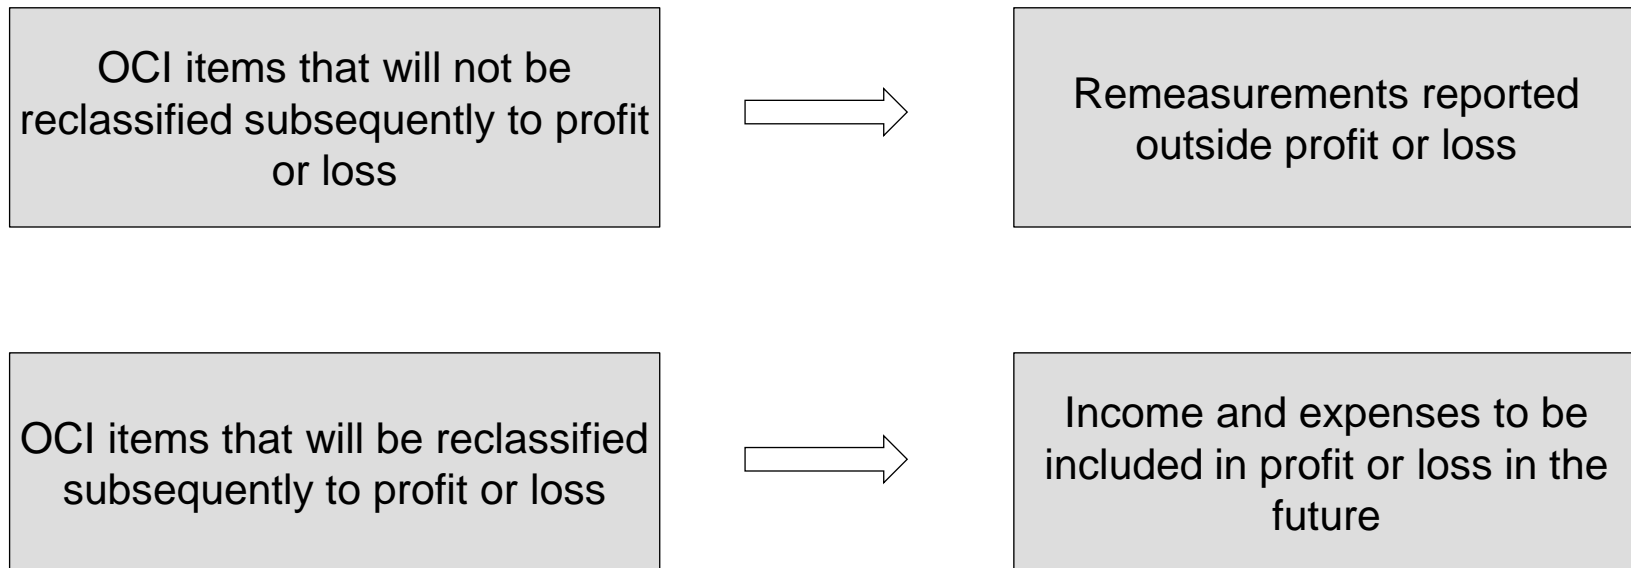 OCI items that will not be
reclassified subsequently to profit
or loss
Remeasurements reported
outside profit or loss
OCI items that will be reclassified
subsequently to profit or loss
Income and expenses to be
included in profit or loss in the
future